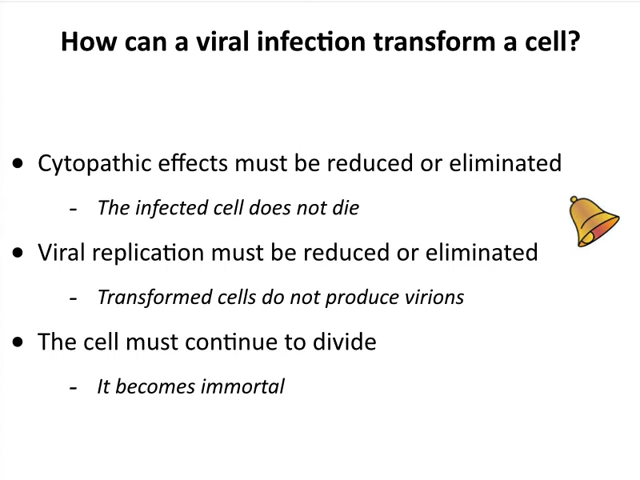 How can a viral infection transform a cell?
• Cytopathic effects must be reduced or eliminated
- The infected cell does not die
• Viral replication must be reduced or eliminated
- Transformed cells do not produce virions
• The cell must continue to divide
- It becomes immortal